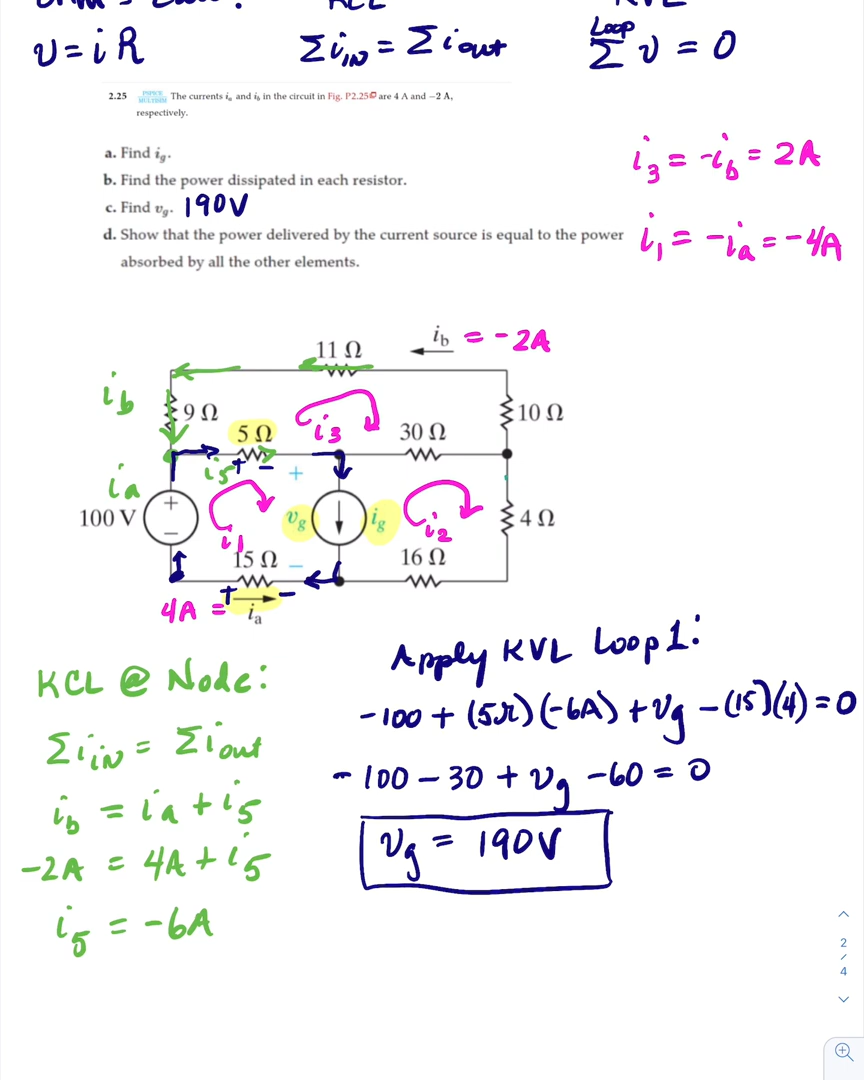 v = iR
Σi_IN = Σi_out
Loop
Σ v = 0
2.25 PSPICE MULTISIM The currents i_a and i_b in the circuit in Fig. P2.25 are 4 A and −2 A,
respectively.
a. Find i_g.
b. Find the power dissipated in each resistor.
c. Find v_g. 190V
d. Show that the power delivered by the current source is equal to the power
absorbed by all the other elements.
i_3 = -i_b = 2A
i_1 = -i_a = -4A
i_b = -2A
11 Ω
i_b
9 Ω
5 Ω
i_3
30 Ω
10 Ω
i_5
+ -
+
i_a
100 V
+
−
i_1
v_g
i_g
i_2
4 Ω
15 Ω
−
16 Ω
+ -
4A = i_a
KCL @ Node:
Σi_IN = Σi_out
i_b = i_a + i_5
-2A = 4A + i_5
i_5 = -6A
Apply KVL Loop 1:
-100 + (5Ω)(-6A) + v_g - (15)(4) = 0
-100 - 30 + v_g - 60 = 0
v_g = 190V
2
/
4